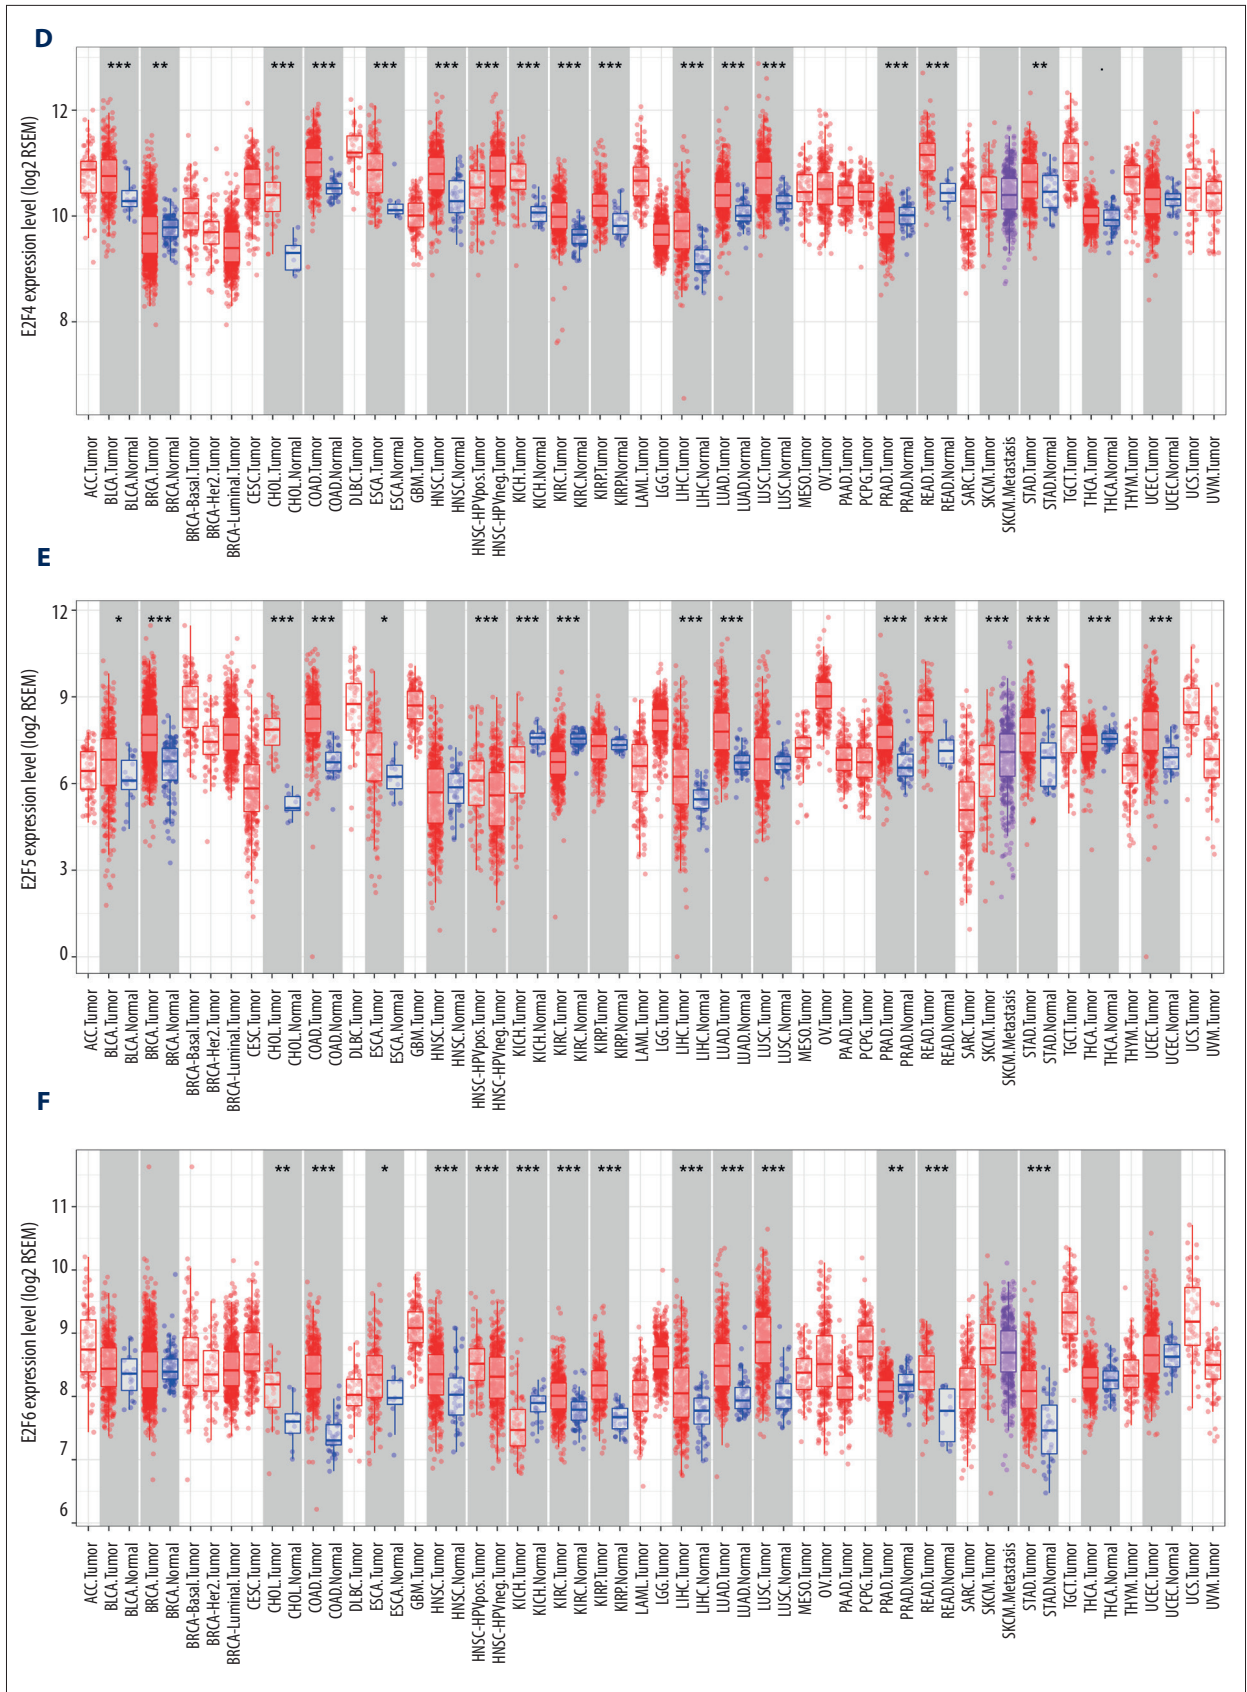 D
*** ** *** *** *** *** *** *** *** *** *** *** *** *** *** ** .
E2F4 expression level (log2 RSEM)
12
10
8
ACC.Tumor
BLCA.Tumor
BLCA.Normal
BRCA.Tumor
BRCA.Normal
BRCA-Basal.Tumor
BRCA-Her2.Tumor
BRCA-Luminal.Tumor
CESC.Tumor
CHOL.Tumor
CHOL.Normal
COAD.Tumor
COAD.Normal
DLBC.Tumor
ESCA.Tumor
ESCA.Normal
GBM.Tumor
HNSC.Tumor
HNSC.Normal
HNSC-HPVpos.Tumor
HNSC-HPVneg.Tumor
KICH.Tumor
KICH.Normal
KIRC.Tumor
KIRC.Normal
KIRP.Tumor
KIRP.Normal
LAML.Tumor
LGG.Tumor
LIHC.Tumor
LIHC.Normal
LUAD.Tumor
LUAD.Normal
LUSC.Tumor
LUSC.Normal
MESO.Tumor
OV.Tumor
PAAD.Tumor
PCPG.Tumor
PRAD.Tumor
PRAD.Normal
READ.Tumor
READ.Normal
SARC.Tumor
SKCM.Tumor
SKCM.Metastasis
STAD.Tumor
STAD.Normal
TGCT.Tumor
THCA.Tumor
THCA.Normal
THYM.Tumor
UCEC.Tumor
UCEC.Normal
UCS.Tumor
UVM.Tumor
E
* *** *** *** * *** *** *** *** *** *** *** *** *** *** ***
E2F5 expression level (log2 RSEM)
12
9
6
3
0
ACC.Tumor
BLCA.Tumor
BLCA.Normal
BRCA.Tumor
BRCA.Normal
BRCA-Basal.Tumor
BRCA-Her2.Tumor
BRCA-Luminal.Tumor
CESC.Tumor
CHOL.Tumor
CHOL.Normal
COAD.Tumor
COAD.Normal
DLBC.Tumor
ESCA.Tumor
ESCA.Normal
GBM.Tumor
HNSC.Tumor
HNSC.Normal
HNSC-HPVpos.Tumor
HNSC-HPVneg.Tumor
KICH.Tumor
KICH.Normal
KIRC.Tumor
KIRC.Normal
KIRP.Tumor
KIRP.Normal
LAML.Tumor
LGG.Tumor
LIHC.Tumor
LIHC.Normal
LUAD.Tumor
LUAD.Normal
LUSC.Tumor
LUSC.Normal
MESO.Tumor
OV.Tumor
PAAD.Tumor
PCPG.Tumor
PRAD.Tumor
PRAD.Normal
READ.Tumor
READ.Normal
SARC.Tumor
SKCM.Tumor
SKCM.Metastasis
STAD.Tumor
STAD.Normal
TGCT.Tumor
THCA.Tumor
THCA.Normal
THYM.Tumor
UCEC.Tumor
UCEC.Normal
UCS.Tumor
UVM.Tumor
F
** *** * *** *** *** *** *** *** *** *** ** *** ***
E2F6 expression level (log2 RSEM)
11
10
9
8
7
6
ACC.Tumor
BLCA.Tumor
BLCA.Normal
BRCA.Tumor
BRCA.Normal
BRCA-Basal.Tumor
BRCA-Her2.Tumor
BRCA-Luminal.Tumor
CESC.Tumor
CHOL.Tumor
CHOL.Normal
COAD.Tumor
COAD.Normal
DLBC.Tumor
ESCA.Tumor
ESCA.Normal
GBM.Tumor
HNSC.Tumor
HNSC.Normal
HNSC-HPVpos.Tumor
HNSC-HPVneg.Tumor
KICH.Tumor
KICH.Normal
KIRC.Tumor
KIRC.Normal
KIRP.Tumor
KIRP.Normal
LAML.Tumor
LGG.Tumor
LIHC.Tumor
LIHC.Normal
LUAD.Tumor
LUAD.Normal
LUSC.Tumor
LUSC.Normal
MESO.Tumor
OV.Tumor
PAAD.Tumor
PCPG.Tumor
PRAD.Tumor
PRAD.Normal
READ.Tumor
READ.Normal
SARC.Tumor
SKCM.Tumor
SKCM.Metastasis
STAD.Tumor
STAD.Normal
TGCT.Tumor
THCA.Tumor
THCA.Normal
THYM.Tumor
UCEC.Tumor
UCEC.Normal
UCS.Tumor
UVM.Tumor